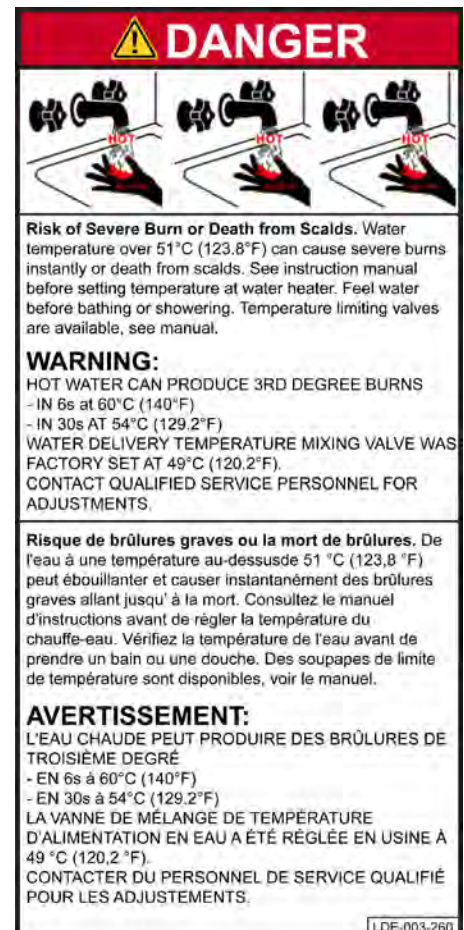 DANGER
HOT HOT HOT
Risk of Severe Burn or Death from Scalds. Water
temperature over 51°C (123.8°F) can cause severe burns
instantly or death from scalds. See instruction manual
before setting temperature at water heater. Feel water
before bathing or showering. Temperature limiting valves
are available, see manual.
WARNING:
HOT WATER CAN PRODUCE 3RD DEGREE BURNS
- IN 6s at 60°C (140°F)
- IN 30s AT 54°C (129.2°F)
WATER DELIVERY TEMPERATURE MIXING VALVE WAS
FACTORY SET AT 49°C (120.2°F).
CONTACT QUALIFIED SERVICE PERSONNEL FOR
ADJUSTMENTS.
Risque de brûlures graves ou la mort de brûlures. De
l'eau à une température au-dessusde 51 °C (123,8 °F)
peut ébouillanter et causer instantanément des brûlures
graves allant jusqu' à la mort. Consultez le manuel
d'instructions avant de régler la température du
chauffe-eau. Vérifiez la température de l'eau avant de
prendre un bain ou une douche. Des soupapes de limite
de température sont disponibles, voir le manuel.
AVERTISSEMENT:
L'EAU CHAUDE PEUT PRODUIRE DES BRÛLURES DE
TROISIÈME DEGRÉ
- EN 6s à 60°C (140°F)
- EN 30s à 54°C (129.2°F)
LA VANNE DE MÉLANGE DE TEMPÉRATURE
D'ALIMENTATION EN EAU A ÉTÉ RÉGLÉE EN USINE À
49 °C (120,2 °F).
CONTACTER DU PERSONNEL DE SERVICE QUALIFIÉ
POUR LES ADJUSTEMENTS.
LDE-003-260